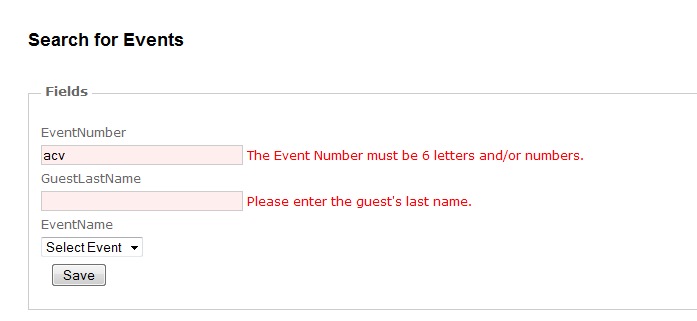 Search for Events
Fields
EventNumber
acv The Event Number must be 6 letters and/or numbers.
GuestLastName
Please enter the guest's last name.
EventName
Select Event
Save